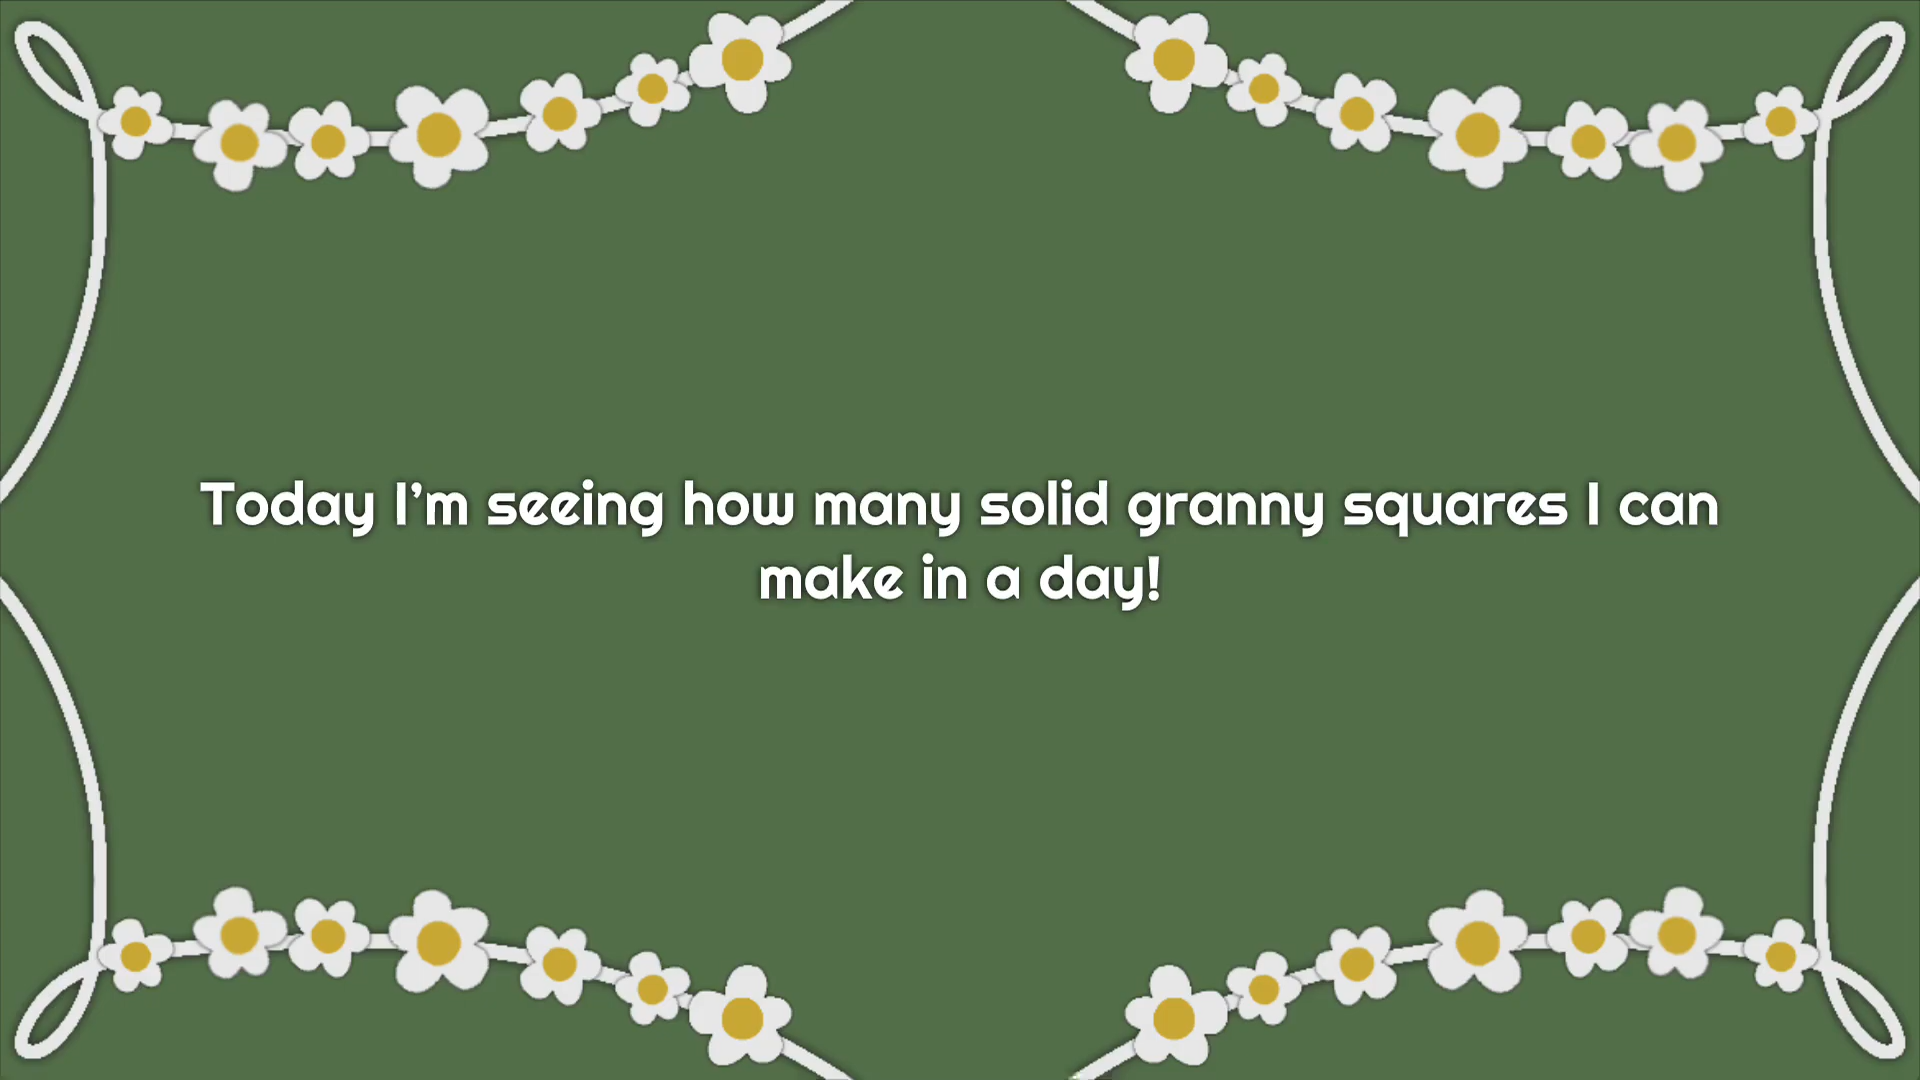 Today I’m seeing how many solid granny squares I can
make in a day!